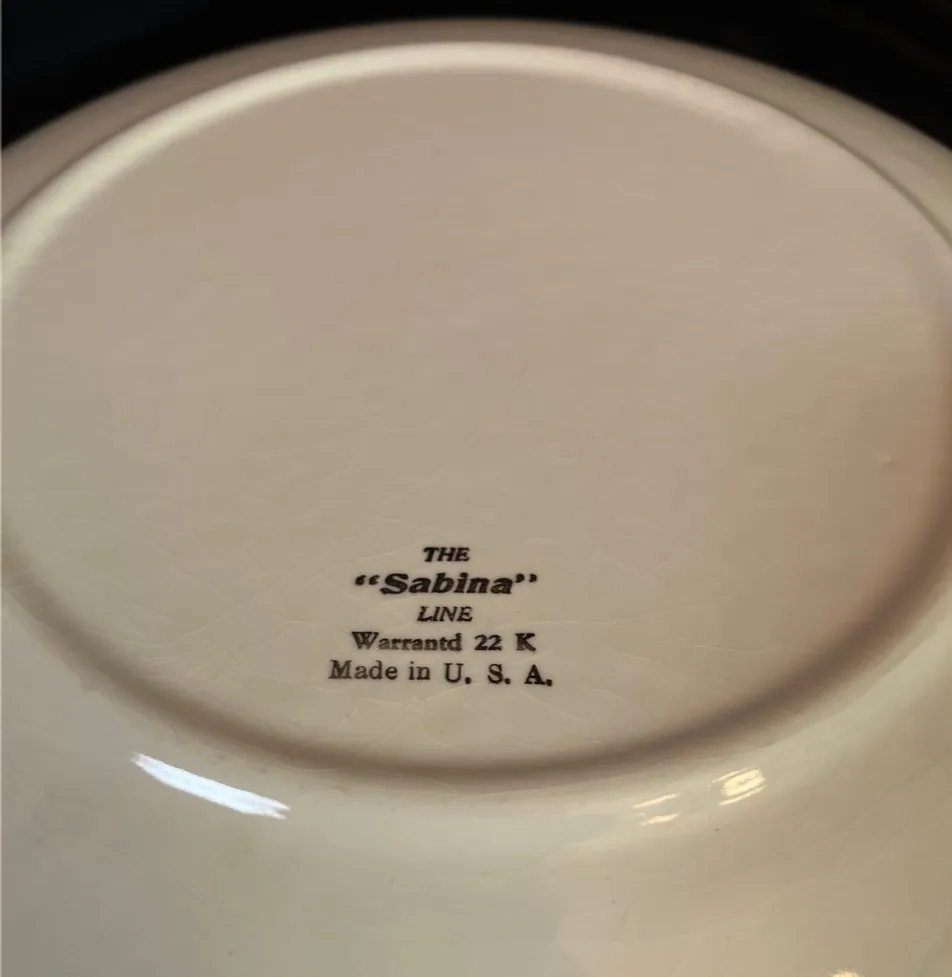 THE
“Sabina”
LINE
Warrantd 22 K
Made in U. S. A.